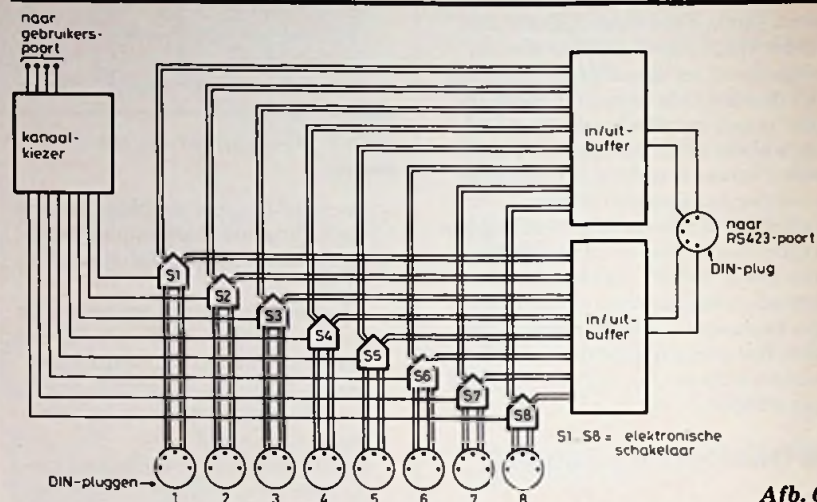 naar
gebruikers-
poort
kanaal-
kiezer
in/uit-
buffer
naar
RS423-poort
DIN-plug
in/uit-
buffer
S1
S2
S3
S4
S5
S6
S7
S8
S1..S8 = elektronische
schakelaar
DIN-pluggen
1 2 3 4 5 6 7 8